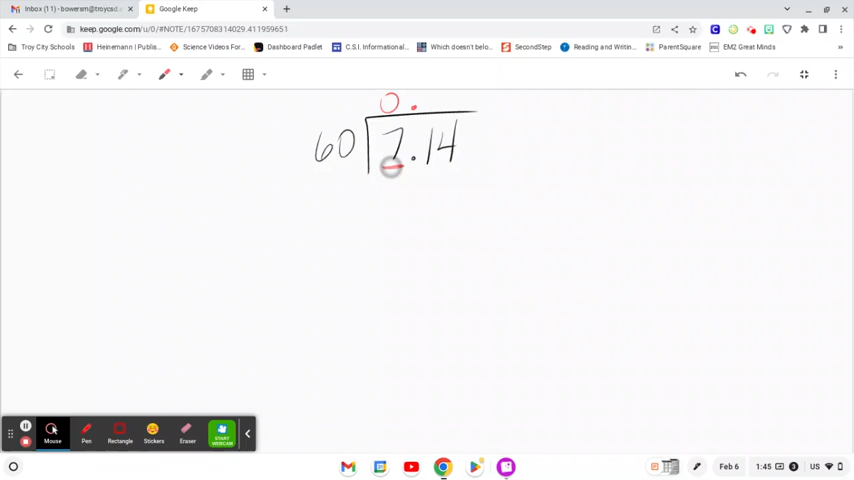 Inbox (11) - bowersm@troycsd.
Google Keep
keep.google.com/u/0/#NOTE/1675708314029.411959651
Troy City Schools
Heinemann | Publis...
Science Videos For...
Dashboard Padlet
C.S.I. Informational...
Which doesn't belo...
SecondStep
Reading and Writin...
ParentSquare
EM2 Great Minds
»
0.
60 7.14
Mouse
Pen
Rectangle
Stickers
Eraser
START WEBCAM
Feb 6
1:45
3
US